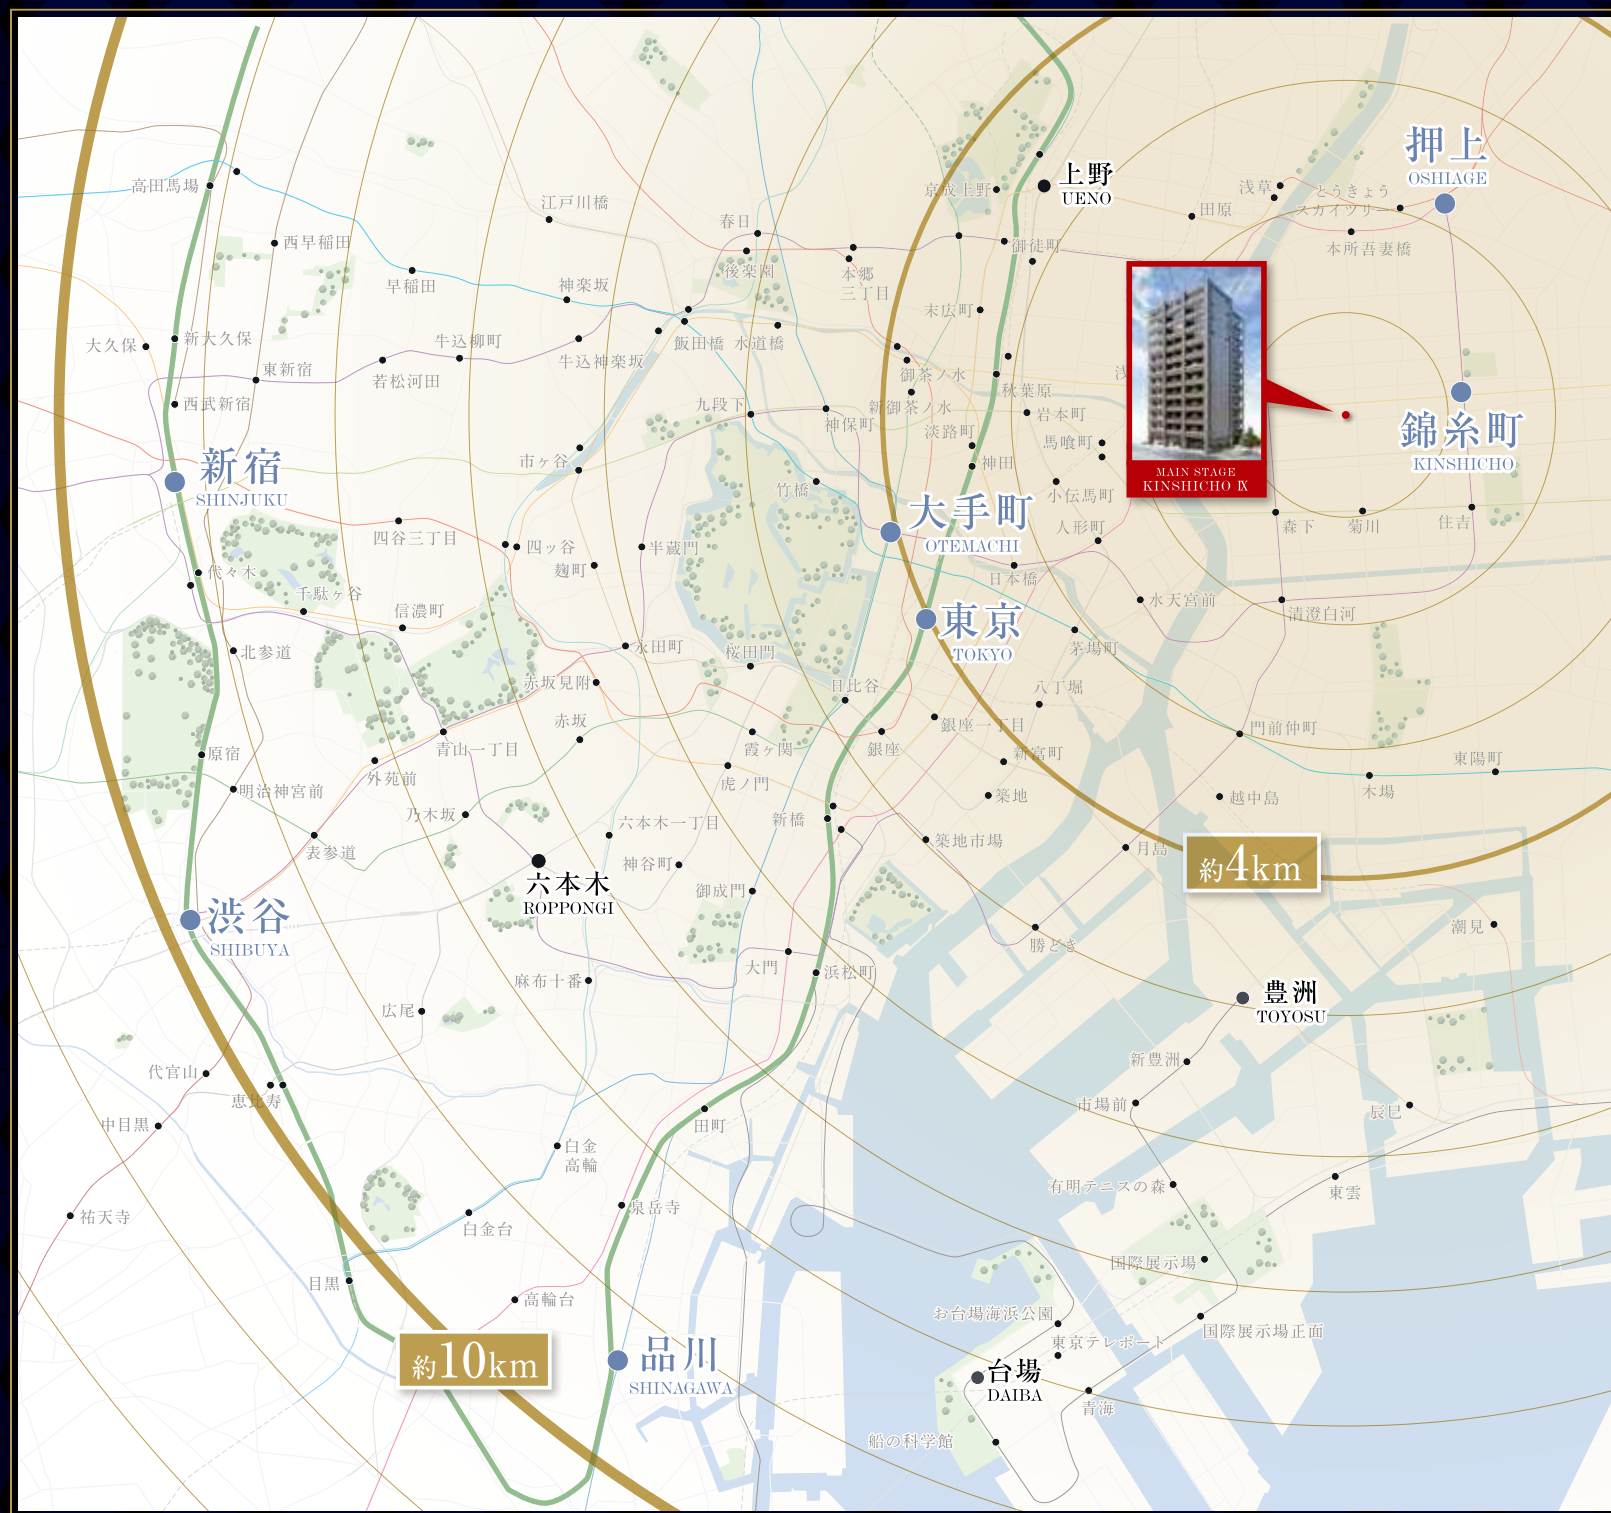 押上
OSHIAGE
上野
UENO
京成上野
浅草
とうきょう
スカイツリー
田原
本所吾妻橋
高田馬場
江戸川橋
春日
西早稲田
後楽園
本郷
三丁目
御徒町
早稲田
神楽坂
末広町
大久保
新大久保
牛込柳町
牛込神楽坂
飯田橋
水道橋
東新宿
若松河田
御茶ノ水
秋葉原
浅
西武新宿
九段下
神保町
新御茶ノ水
岩本町
淡路町
馬喰町
錦糸町
KINSHICHO
新宿
SHINJUKU
市ヶ谷
神田
MAIN STAGE
KINSHICHO Ⅸ
竹橋
小伝馬町
大手町
OTEMACHI
人形町
森下
菊川
住吉
四谷三丁目
四ッ谷
半蔵門
麹町
日本橋
代々木
千駄ヶ谷
信濃町
水天宮前
清澄白河
東京
TOKYO
北参道
永田町
桜田門
茅場町
赤坂見附
日比谷
八丁堀
赤坂
銀座一丁目
門前仲町
原宿
青山一丁目
霞ヶ関
銀座
新富町
東陽町
外苑前
虎ノ門
明治神宮前
築地
越中島
木場
乃木坂
六本木一丁目
新橋
築地市場
月島
表参道
神谷町
約4km
六本木
ROPPONGI
御成門
渋谷
SHIBUYA
潮見
勝どき
大門
浜松町
麻布十番
豊洲
TOYOSU
広尾
新豊洲
代官山
恵比寿
市場前
辰巳
中目黒
田町
白金
高輪
有明テニスの森
東雲
祐天寺
泉岳寺
白金台
国際展示場
目黒
高輪台
お台場海浜公園
国際展示場正面
東京テレポート
約10km
品川
SHINAGAWA
台場
DAIBA
青海
船の科学館